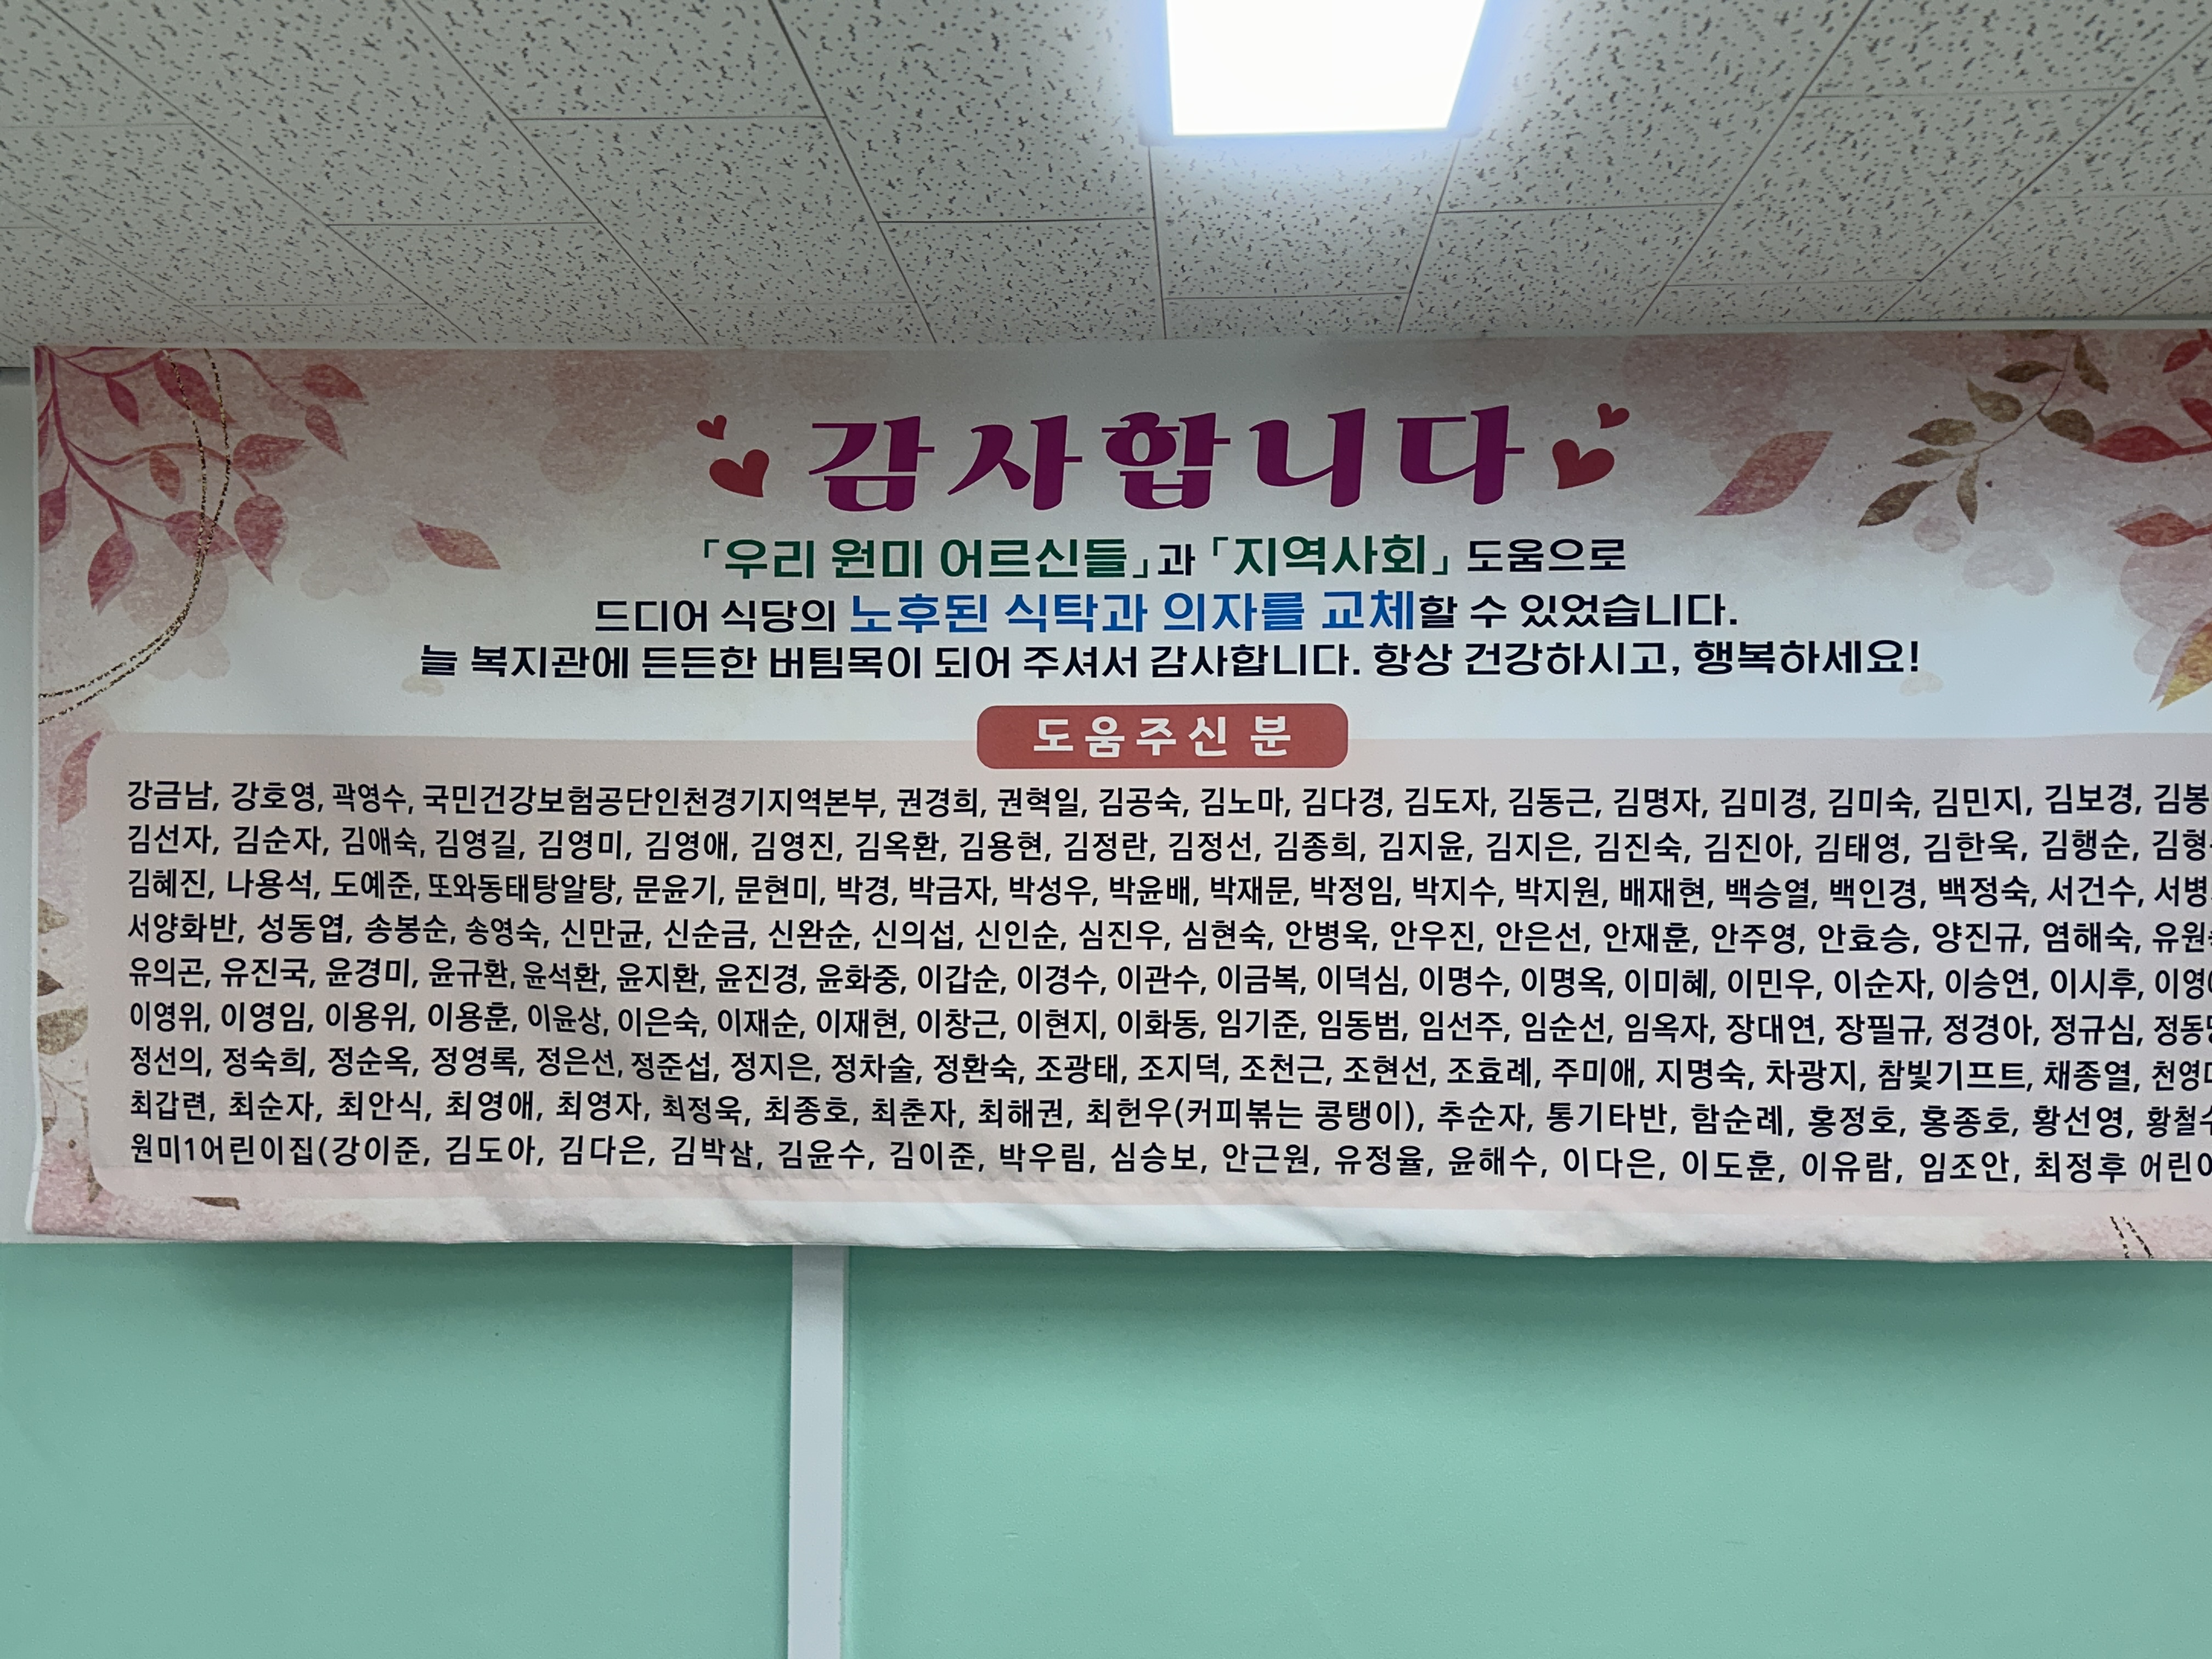 감사합니다
「우리 원미 어르신들」과 「지역사회」 도움으로
드디어 식당의 노후된 식탁과 의자를 교체할 수 있었습니다.
늘 복지관에 든든한 버팀목이 되어 주셔서 감사합니다. 항상 건강하시고, 행복하세요!
도움주신 분
강금남, 강호영, 곽영수, 국민건강보험공단인천경기지역본부, 권경희, 권혁일, 김공숙, 김노마, 김다경, 김도자, 김동근, 김명자, 김미경, 김미숙, 김민지, 김보경,
김선자, 김순자, 김애숙, 김영길, 김영미, 김영애, 김영진, 김옥환, 김용현, 김정란, 김정선, 김종희, 김지윤, 김지은, 김진숙, 김진아, 김태영, 김한욱, 김행순,
김혜진, 나용석, 도예준, 또와동태탕알탕, 문윤기, 문현미, 박경, 박금자, 박성우, 박윤배, 박재문, 박정임, 박지수, 박지원, 배재현, 백승열, 백인경, 백정숙, 서건수,
서양화반, 성동엽, 송봉순, 송영숙, 신만균, 신순금, 신완순, 신의섭, 신인순, 심진우, 심현숙, 안병욱, 안우진, 안은선, 안재훈, 안주영, 안효승, 양진규, 염해숙,
유의곤, 유진국, 윤경미, 윤규환, 윤석환, 윤지환, 윤진경, 윤화중, 이갑순, 이경수, 이관수, 이금복, 이덕심, 이명수, 이명옥, 이미혜, 이민우, 이순자, 이승연, 이시후,
이영위, 이영임, 이용위, 이용훈, 이윤상, 이은숙, 이재순, 이재현, 이창근, 이현지, 이화동, 임기준, 임동범, 임선주, 임순선, 임옥자, 장대연, 장필규, 정경아, 정규심,
정선의, 정숙희, 정순옥, 정영록, 정은선, 정준섭, 정지은, 정차술, 정환숙, 조광태, 조지덕, 조천근, 조현선, 조효례, 주미애, 지명숙, 차광지, 참빛기프트, 채종열,
최갑련, 최순자, 최안식, 최영애, 최영자, 최정욱, 최종호, 최춘자, 최해권, 최헌우(커피볶는 콩탱이), 추순자, 통기타반, 함순례, 홍정호, 홍종호, 황선영,
원미1어린이집(강이준, 김도아, 김다은, 김박삼, 김윤수, 김이준, 박우림, 심승보, 안근원, 유정율, 윤해수, 이다은, 이도훈, 이유람, 임조안, 최정후